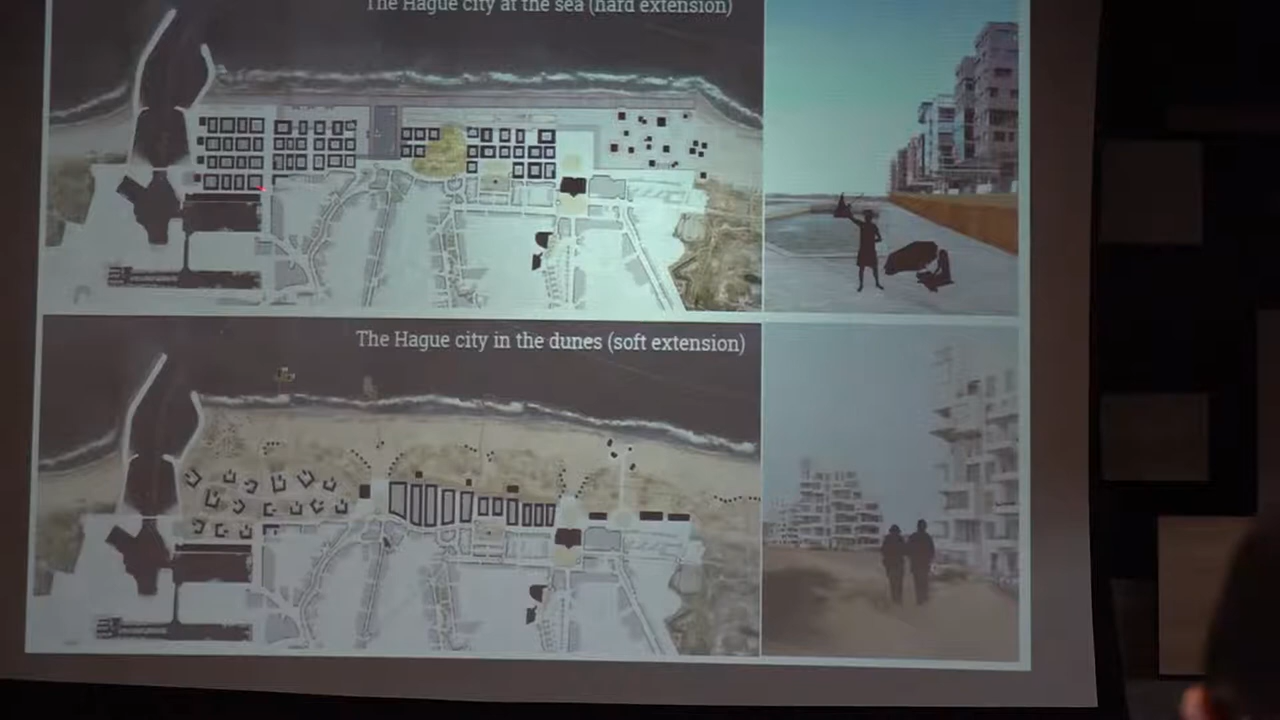 The Hague city at the sea (hard extension)
The Hague city in the dunes (soft extension)